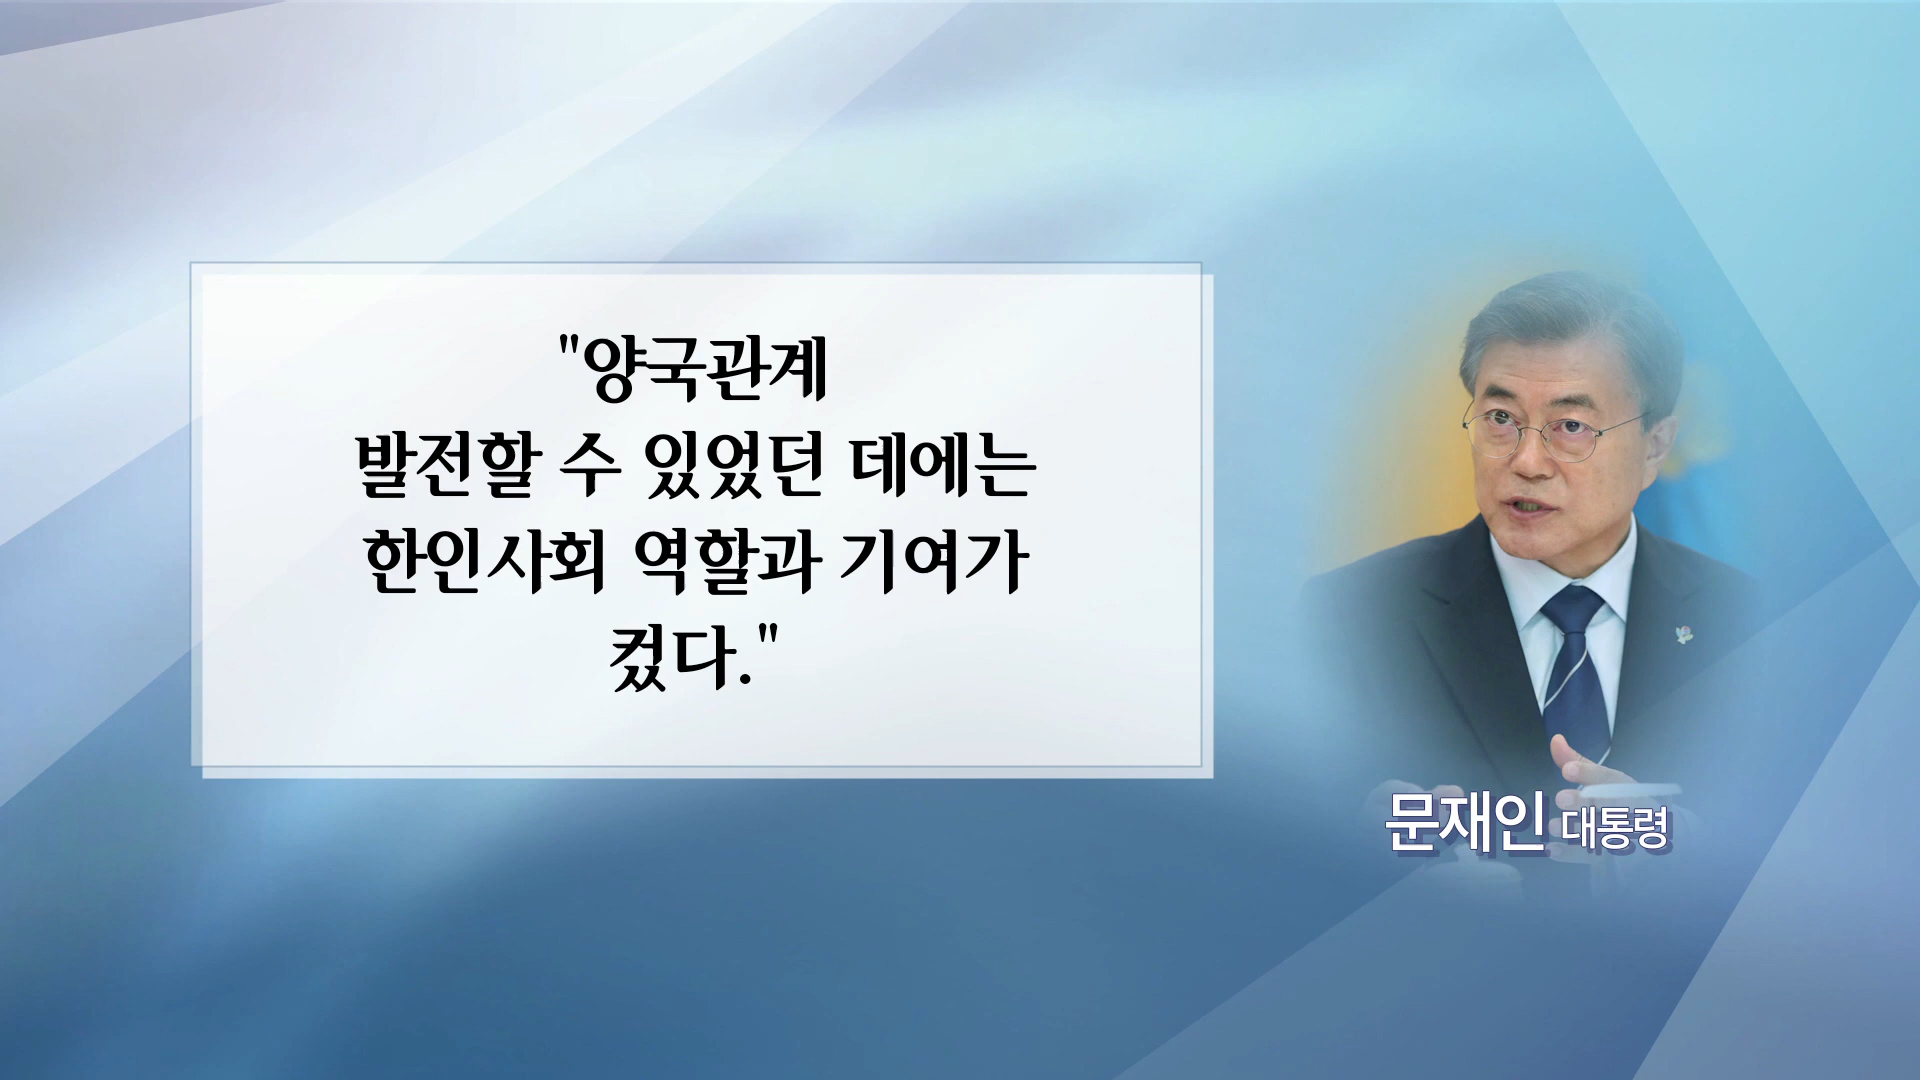 "양국관계
발전할 수 있었던 데에는
한인사회 역할과 기여가
컸다."
문재인 대통령